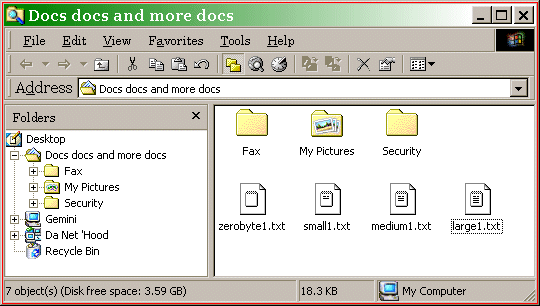 Docs docs and more docs
File Edit View Favorites Tools Help
Address Docs docs and more docs
Folders
Desktop
Docs docs and more docs
Fax
My Pictures
Security
Gemini
Da Net 'Hood
Recycle Bin
Fax My Pictures Security
zerobyte1.txt small1.txt medium1.txt large1.txt
7 object(s) (Disk free space: 3.59 GB) 18.3 KB My Computer